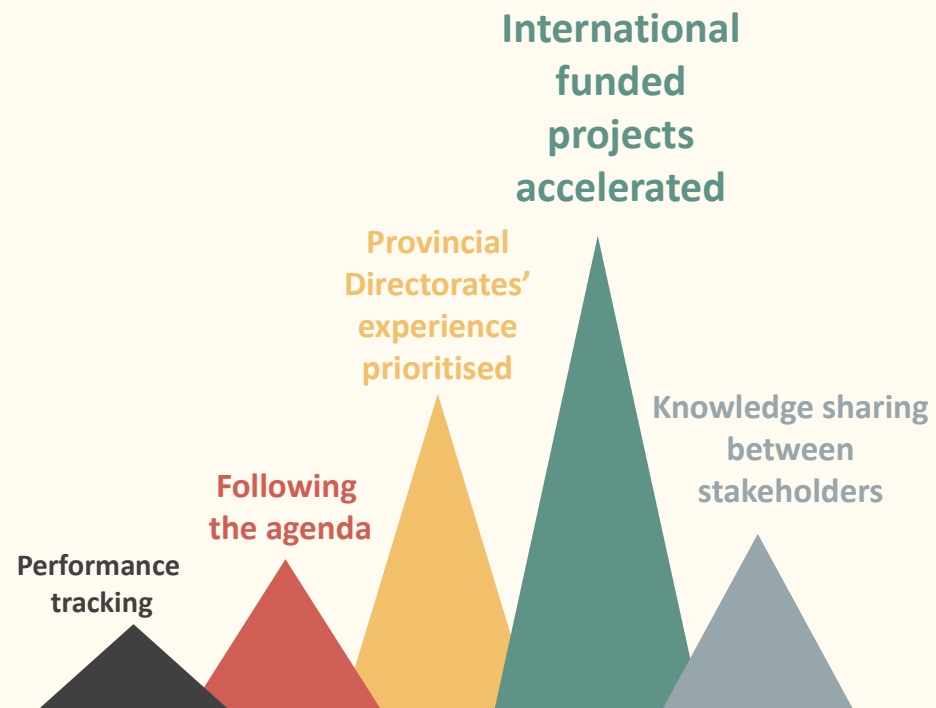 International
funded
projects
accelerated
Provincial
Directorates’
experience
prioritised
Knowledge sharing
between
stakeholders
Following
the agenda
Performance
tracking